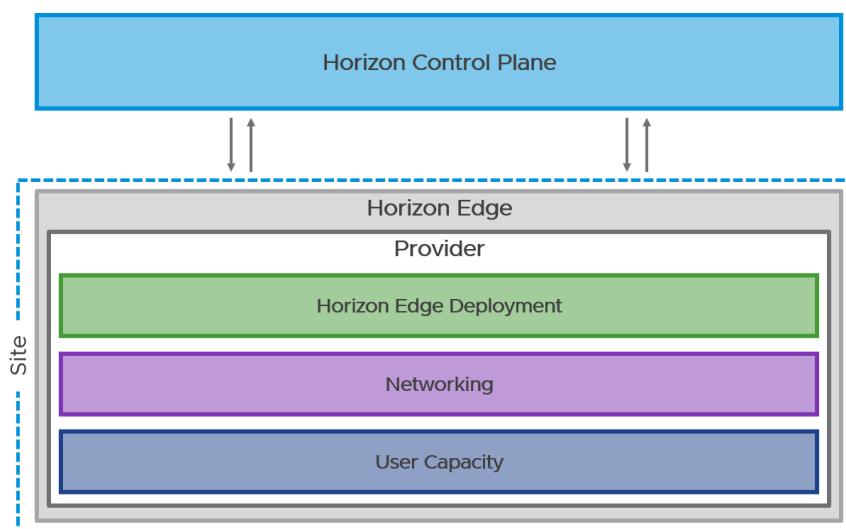 Horizon Control Plane
Horizon Edge
Provider
Horizon Edge Deployment
Networking
User Capacity
Site